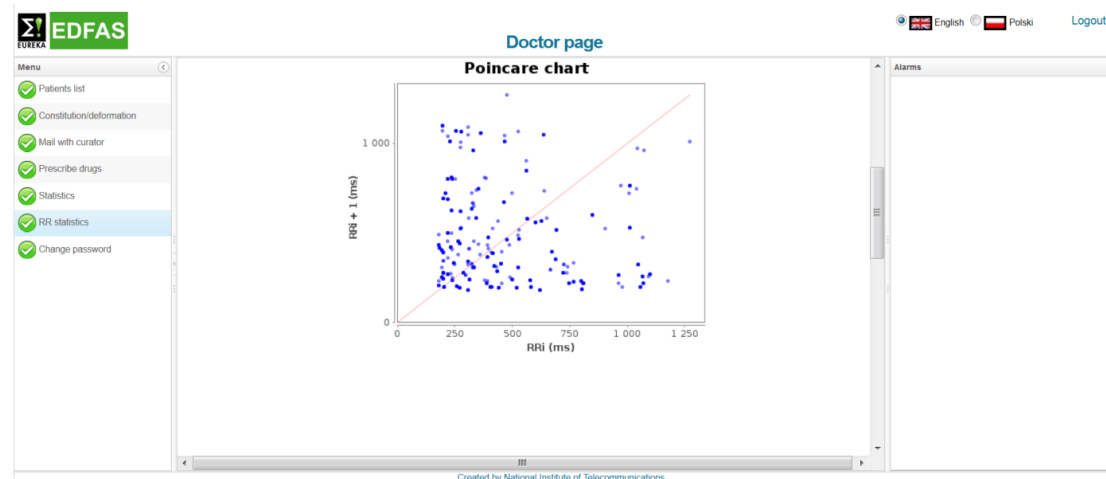 Σ!
EUREKA
EDFAS
Doctor page
English
Polski
Logout
Menu
Patients list
Constitution/deformation
Mail with curator
Prescribe drugs
Statistics
RR statistics
Change password
Poincare chart
RRi + 1 (ms)
1 000
0
0 250 500 750 1 000 1 250
RRi (ms)
Alarms
Created by National Institute of Telecommunications